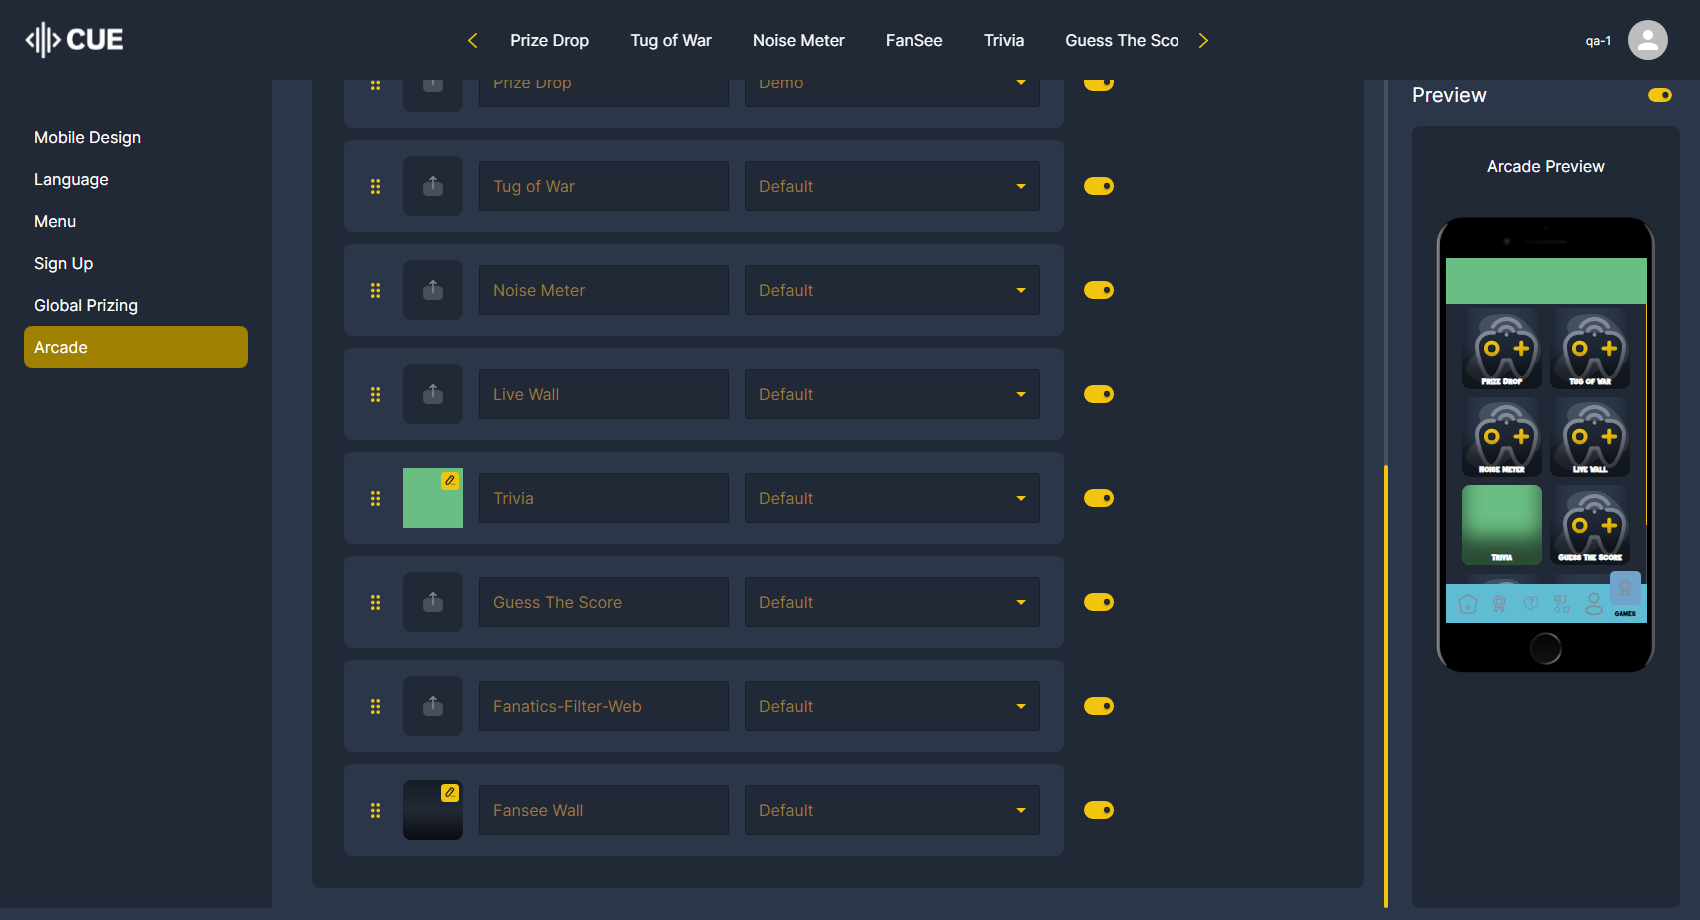 CUE
Prize Drop Tug of War Noise Meter FanSee Trivia Guess The Sco
qa-1
Mobile Design
Language
Menu
Sign Up
Global Prizing
Arcade
Prize Drop Demo
Tug of War Default
Noise Meter Default
Live Wall Default
Trivia Default
Guess The Score Default
Fanatics-Filter-Web Default
Fansee Wall Default
Preview
Arcade Preview
Prize Drop Tug of War
Noise Meter Live Wall
Trivia Guess The Score
GAMES